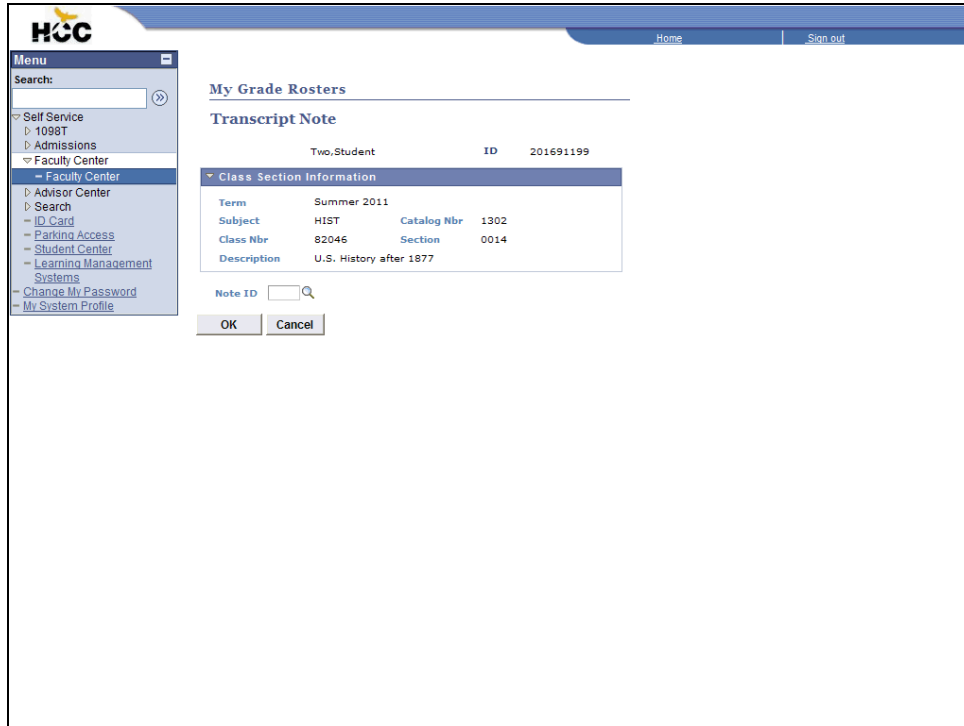 HCC
Home Sign out
Menu
Search:
Self Service
1098T
Admissions
Faculty Center
Faculty Center
Advisor Center
Search
ID Card
Parking Access
Student Center
Learning Management
Systems
Change My Password
My System Profile
My Grade Rosters
Transcript Note
Two,Student ID 201691199
Class Section Information
Term Summer 2011
Subject HIST Catalog Nbr 1302
Class Nbr 82046 Section 0014
Description U.S. History after 1877
Note ID
OK Cancel